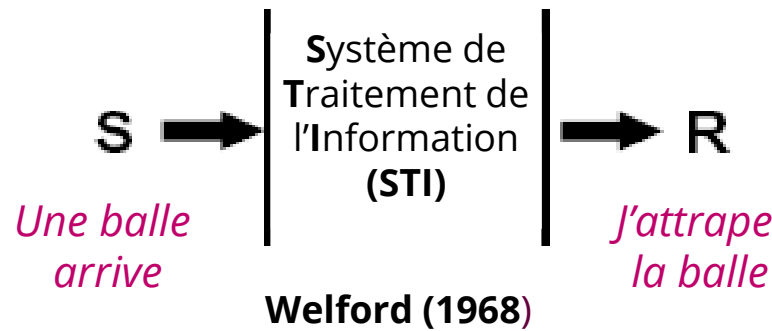 Système de
Traitement de
l'Information
(STI)
S
R
Une balle
arrive
J'attrape
la balle
Welford (1968)